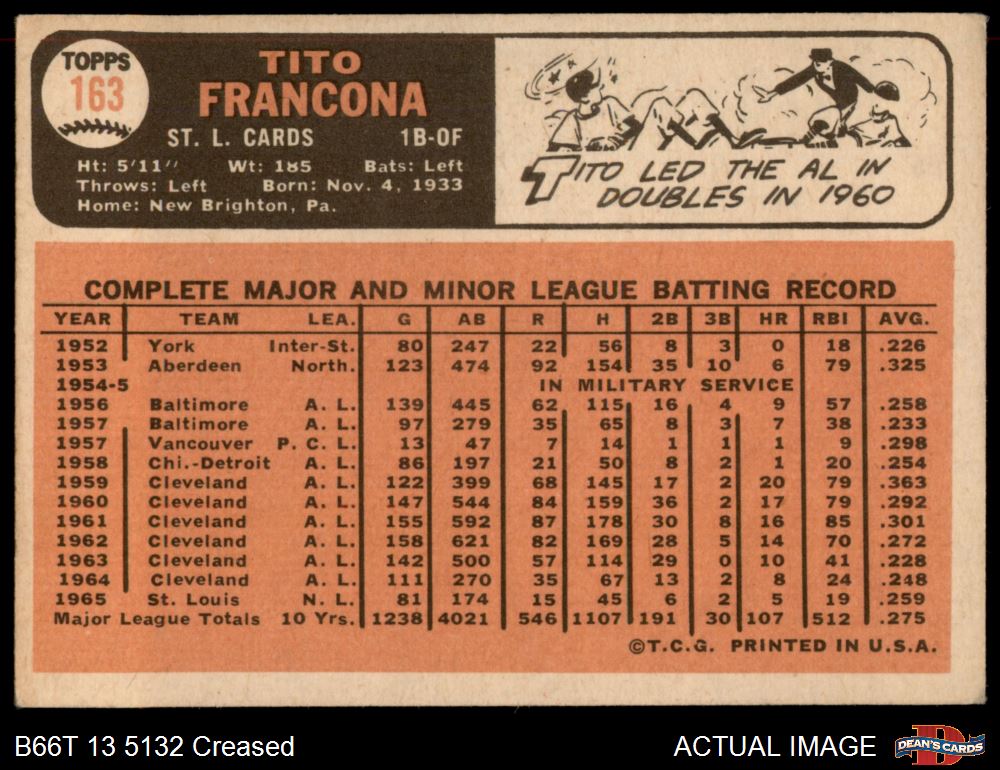 TOPPS
163
TITO
FRANCONA
ST. L. CARDS 1B-OF
Ht: 5'11" Wt: 185 Bats: Left
Throws: Left Born: Nov. 4, 1933
Home: New Brighton, Pa.
TITO LED THE AL IN
DOUBLES IN 1960
COMPLETE MAJOR AND MINOR LEAGUE BATTING RECORD
YEAR TEAM LEA. G AB R H 2B 3B HR RBI AVG.
1952 York Inter-St. 80 247 22 56 8 3 0 18 .226
1953 Aberdeen North. 123 474 92 154 35 10 6 79 .325
1954-5 IN MILITARY SERVICE
1956 Baltimore A. L. 139 445 62 115 16 4 9 57 .258
1957 Baltimore A. L. 97 279 35 65 8 3 7 38 .233
1957 Vancouver P. C. L. 13 47 7 14 1 1 1 9 .298
1958 Chi.-Detroit A. L. 86 197 21 50 8 2 1 20 .254
1959 Cleveland A. L. 122 399 68 145 17 2 20 79 .363
1960 Cleveland A. L. 147 544 84 159 36 2 17 79 .292
1961 Cleveland A. L. 155 592 87 178 30 8 16 85 .301
1962 Cleveland A. L. 158 621 82 169 28 5 14 70 .272
1963 Cleveland A. L. 142 500 57 114 29 0 10 41 .228
1964 Cleveland A. L. 111 270 35 67 13 2 8 24 .248
1965 St. Louis N. L. 81 174 15 45 6 2 5 19 .259
Major League Totals 10 Yrs. 1238 4021 546 1107 191 30 107 512 .275
©T.C.G. PRINTED IN U.S.A.
B66T 13 5132 Creased
ACTUAL IMAGE
D
DEAN'S CARDS